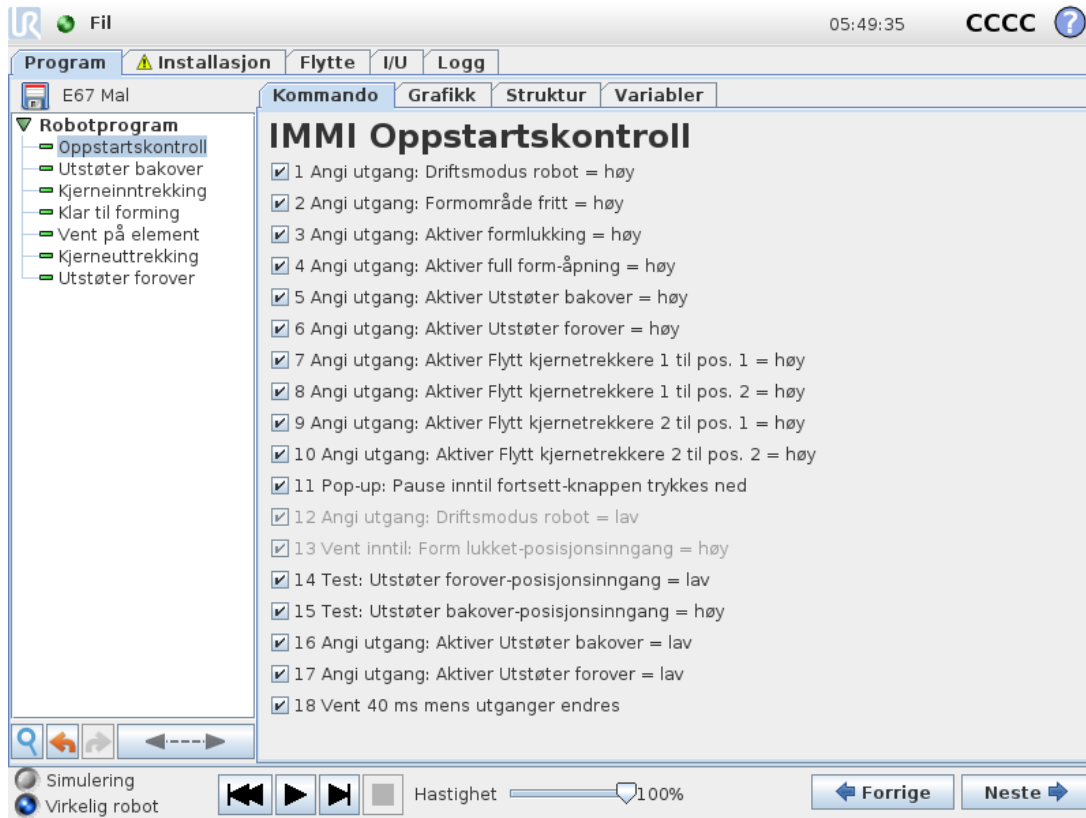 UR Fil 05:49:35 CCCC ?
Program Installasjon Flytte I/U Logg
E67 Mal
Kommando Grafikk Struktur Variabler
Robotprogram
Oppstartskontroll
Utstøter bakover
Kjerneinntrekking
Klar til forming
Vent på element
Kjerneuttrekking
Utstøter forover
IMMI Oppstartskontroll
1 Angi utgang: Driftsmodus robot = høy
2 Angi utgang: Formområde fritt = høy
3 Angi utgang: Aktiver formlukking = høy
4 Angi utgang: Aktiver full form-åpning = høy
5 Angi utgang: Aktiver Utstøter bakover = høy
6 Angi utgang: Aktiver Utstøter forover = høy
7 Angi utgang: Aktiver Flytt kjernetrekkere 1 til pos. 1 = høy
8 Angi utgang: Aktiver Flytt kjernetrekkere 1 til pos. 2 = høy
9 Angi utgang: Aktiver Flytt kjernetrekkere 2 til pos. 1 = høy
10 Angi utgang: Aktiver Flytt kjernetrekkere 2 til pos. 2 = høy
11 Pop-up: Pause inntil fortsett-knappen trykkes ned
12 Angi utgang: Driftsmodus robot = lav
13 Vent inntil: Form lukket-posisjonsinngang = høy
14 Test: Utstøter forover-posisjonsinngang = lav
15 Test: Utstøter bakover-posisjonsinngang = høy
16 Angi utgang: Aktiver Utstøter bakover = lav
17 Angi utgang: Aktiver Utstøter forover = lav
18 Vent 40 ms mens utganger endres
Simulering
Virkelig robot
Hastighet 100%
Forrige Neste